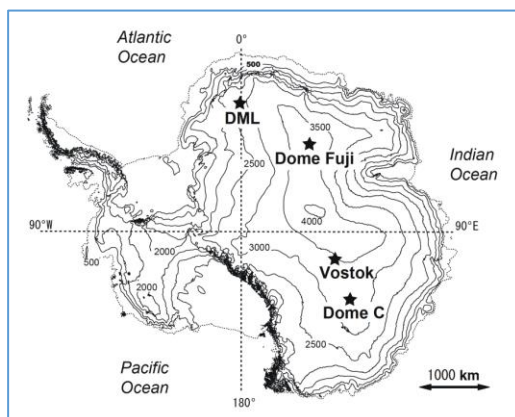 Atlantic
Ocean
0°
500
DML
3500
Dome Fuji
2500
Indian
Ocean
4000
90°W
90°E
500
2000
3000
Vostok
2000
Dome C
2500
Pacific
Ocean
1000 km
180°